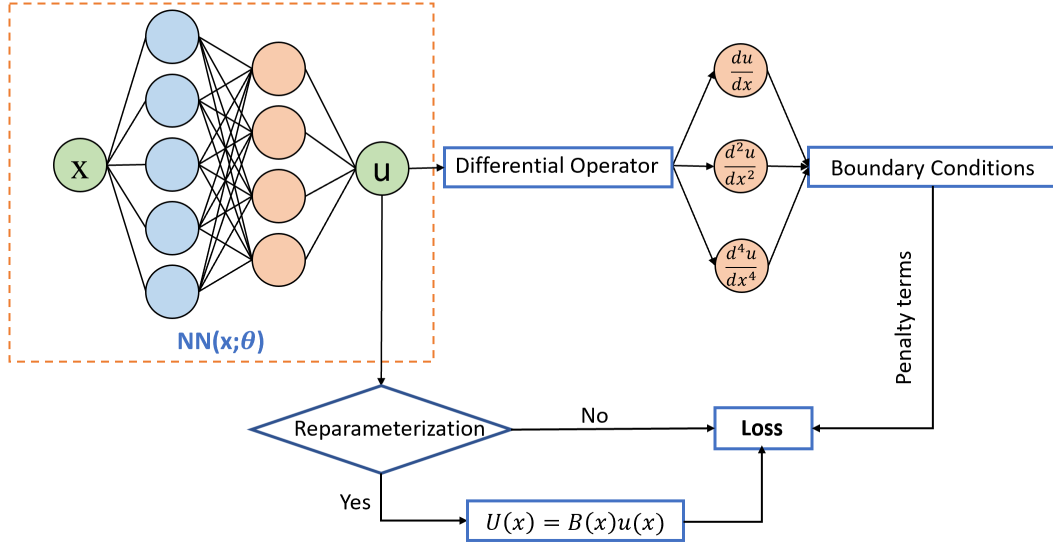 x
u
NN(x;θ)
Differential Operator
du
dx
d²u
dx²
d⁴u
dx⁴
Boundary Conditions
Penalty terms
Reparameterization
No
Loss
Yes
U(x) = B(x)u(x)